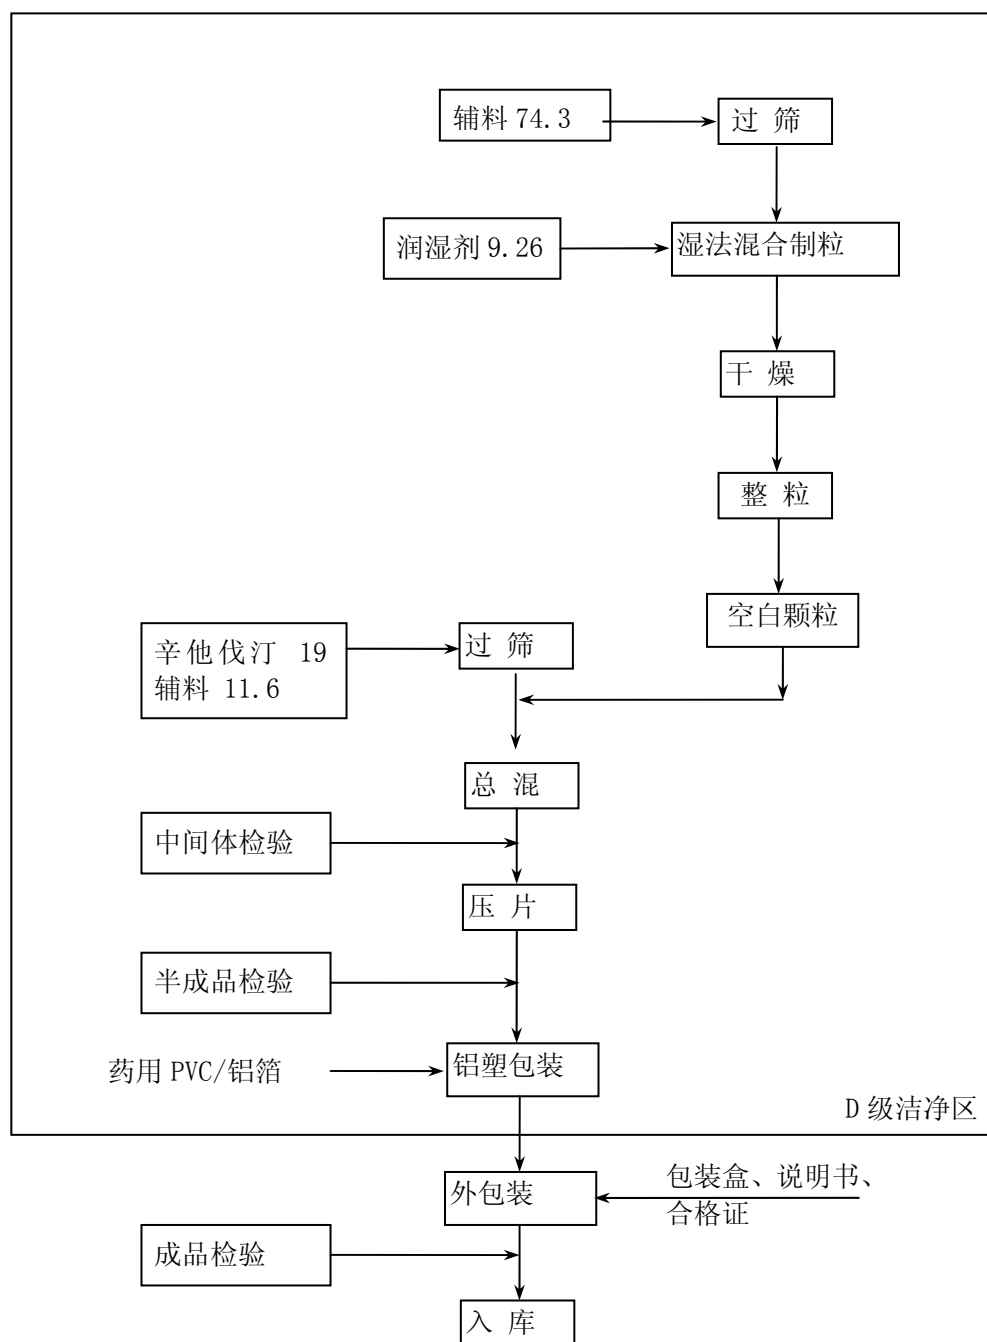 辅料 74.3
过 筛
润湿剂 9.26
湿法混合制粒
干 燥
整 粒
空白颗粒
辛他伐汀 19
辅料 11.6
过 筛
总 混
中间体检验
压 片
半成品检验
药用 PVC/铝箔
铝塑包装
D 级洁净区
外包装
包装盒、说明书、
合格证
成品检验
入 库